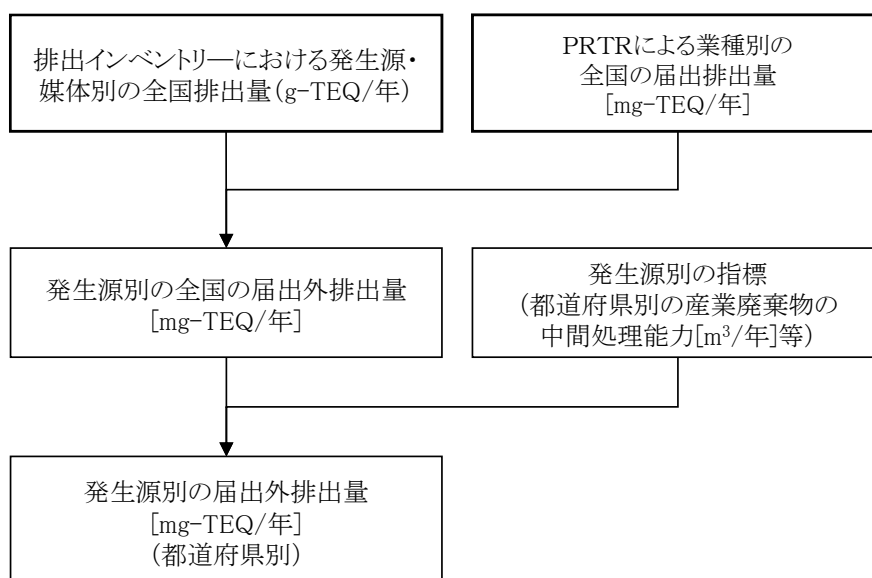 排出インベントリーにおける発生源・
媒体別の全国排出量(g-TEQ/年)
PRTRによる業種別の
全国の届出排出量
[mg-TEQ/年]
発生源別の全国の届出外排出量
[mg-TEQ/年]
発生源別の指標
(都道府県別の産業廃棄物の
中間処理能力[m³/年]等)
発生源別の届出外排出量
[mg-TEQ/年]
(都道府県別)